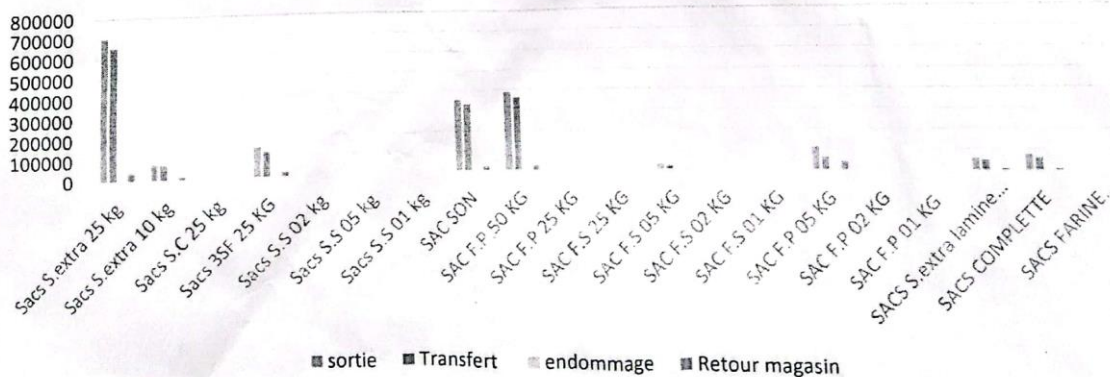 800000
700000
600000
500000
400000
300000
200000
100000
0
Sacs S.extra 25 kg
Sacs S.extra 10 kg
Sacs S.C 25 kg
Sacs 3SF 25 KG
Sacs S.S 02 kg
Sacs S.S 05 kg
Sacs S.S 01 kg
SAC SON
SAC F.P 50 KG
SAC F.P 25 KG
SAC F.S 25 KG
SAC F.S 05 KG
SAC F.S 02 KG
SAC F.S 01 KG
SAC F.P 05 KG
SAC F.P 02 KG
SAC F.P 01 KG
SACS S.extra lamine...
SACS COMPLETTE
SACS FARINE...
sortie Transfert endommage Retour magasin